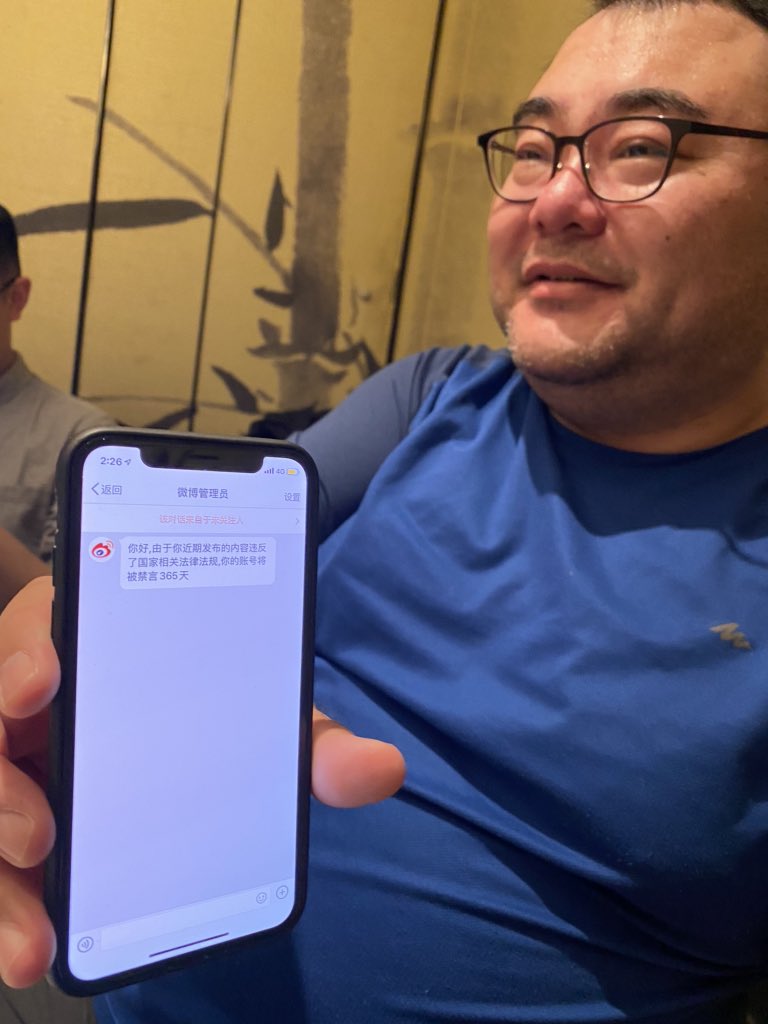 2:26
4G
返回
微博管理员
设置
该对话来自于未关注人
你好,由于你近期发布的内容违反
了国家相关法律法规,你的账号将
被禁言365天